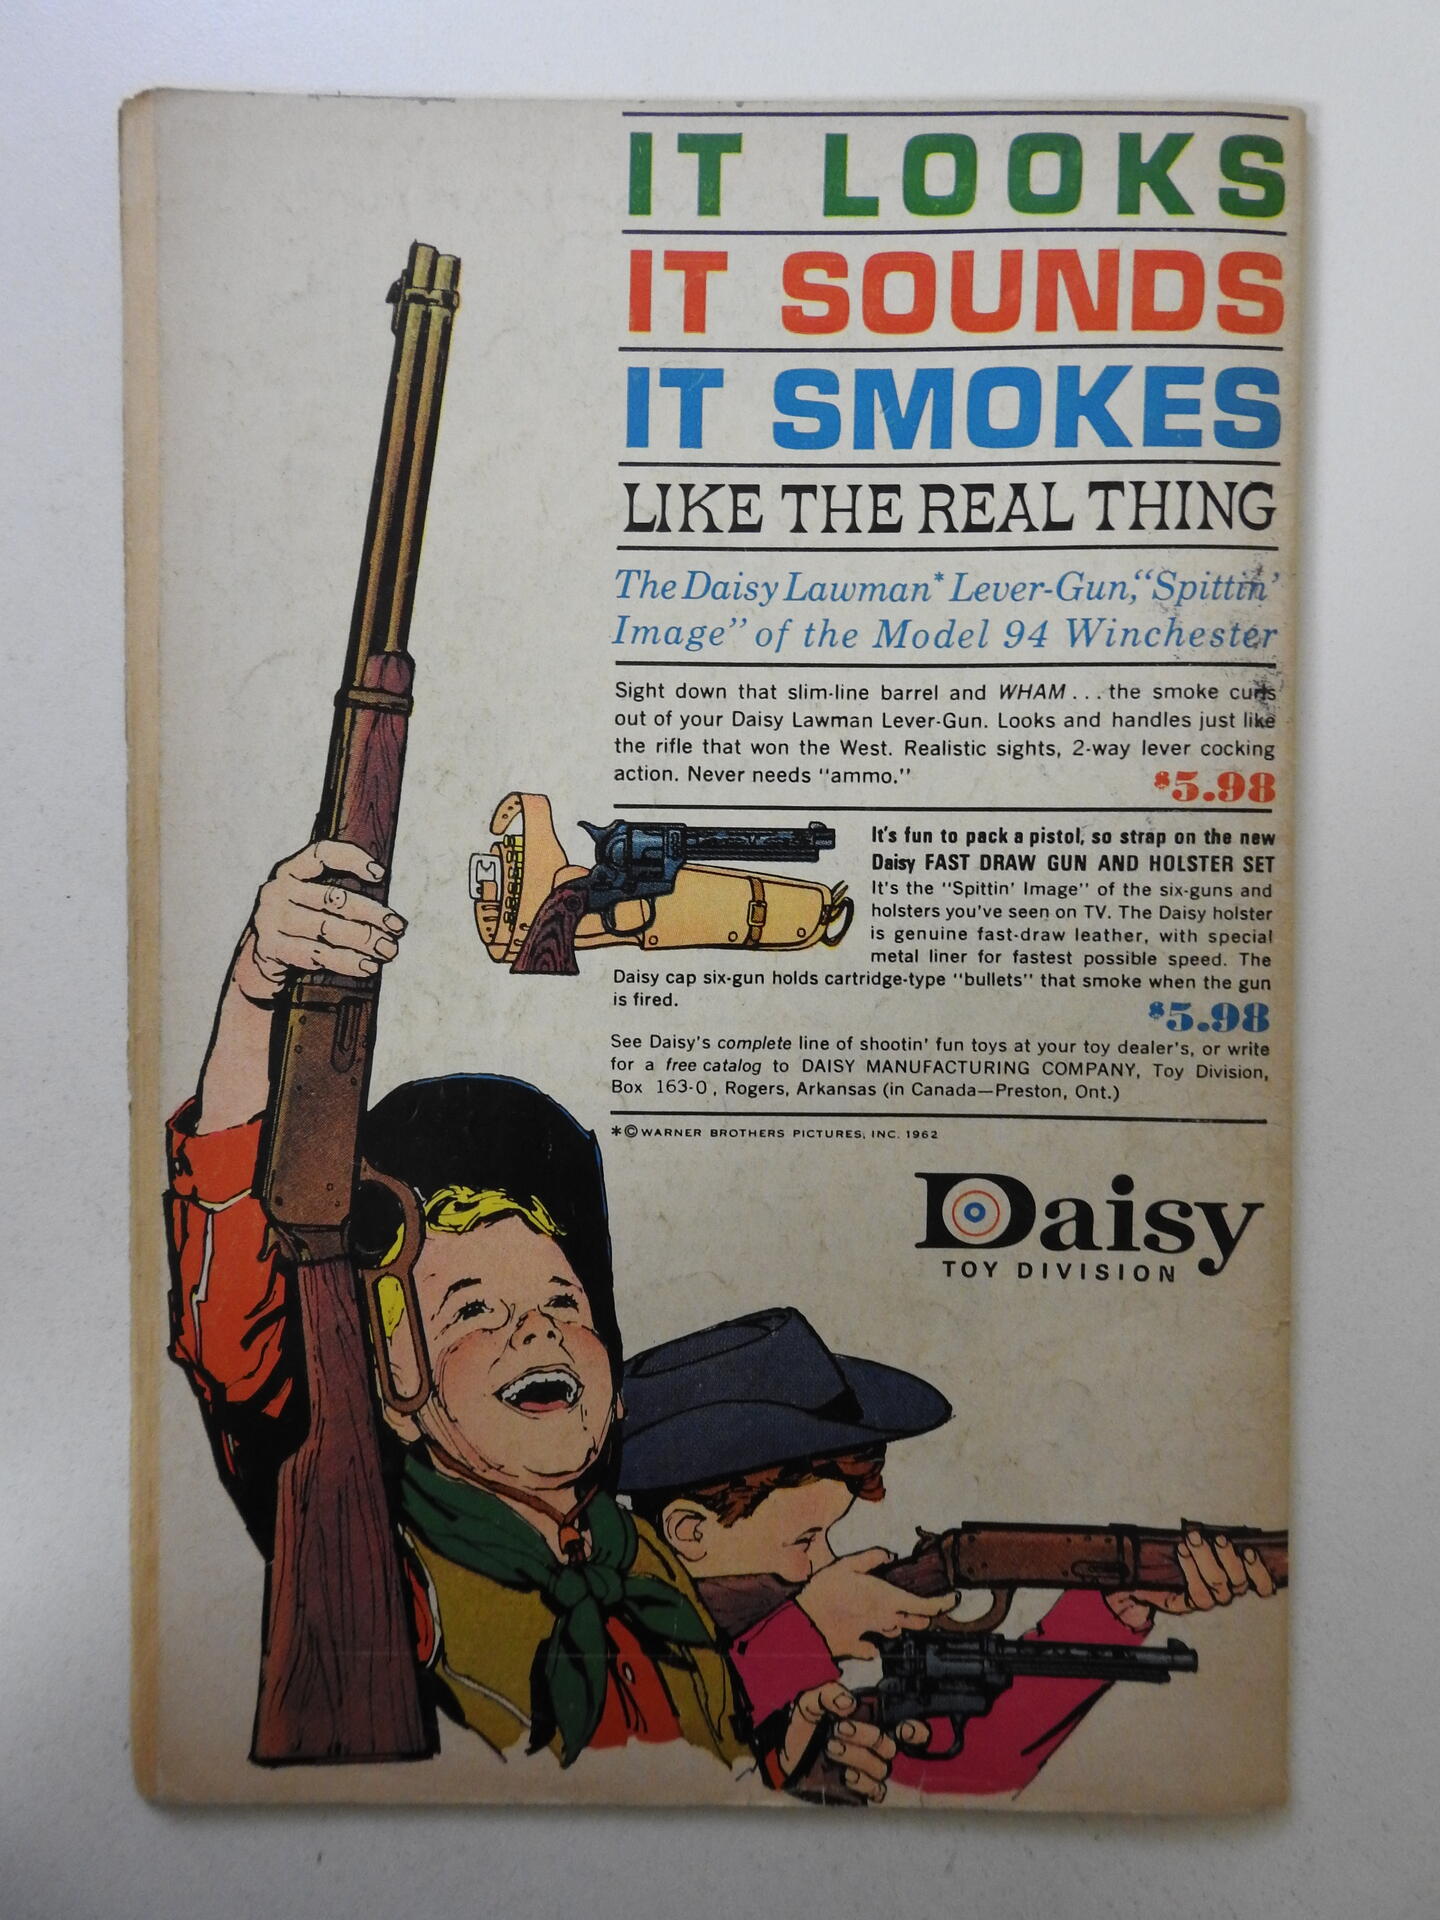 IT LOOKS
IT SOUNDS
IT SMOKES
LIKE THE REAL THING
The Daisy Lawman* Lever-Gun, "Spittin'
Image" of the Model 94 Winchester
Sight down that slim-line barrel and WHAM . . . the smoke curls
out of your Daisy Lawman Lever-Gun. Looks and handles just like
the rifle that won the West. Realistic sights, 2-way lever cocking
action. Never needs "ammo."
$5.98
It's fun to pack a pistol, so strap on the new
Daisy FAST DRAW GUN AND HOLSTER SET
It's the "Spittin' Image" of the six-guns and
holsters you've seen on TV. The Daisy holster
is genuine fast-draw leather, with special
metal liner for fastest possible speed. The
Daisy cap six-gun holds cartridge-type "bullets" that smoke when the gun
is fired.
$5.98
See Daisy's complete line of shootin' fun toys at your toy dealer's, or write
for a free catalog to DAISY MANUFACTURING COMPANY, Toy Division,
Box 163-O, Rogers, Arkansas (in Canada—Preston, Ont.)
*© WARNER BROTHERS PICTURES, INC. 1962
Daisy
TOY DIVISION